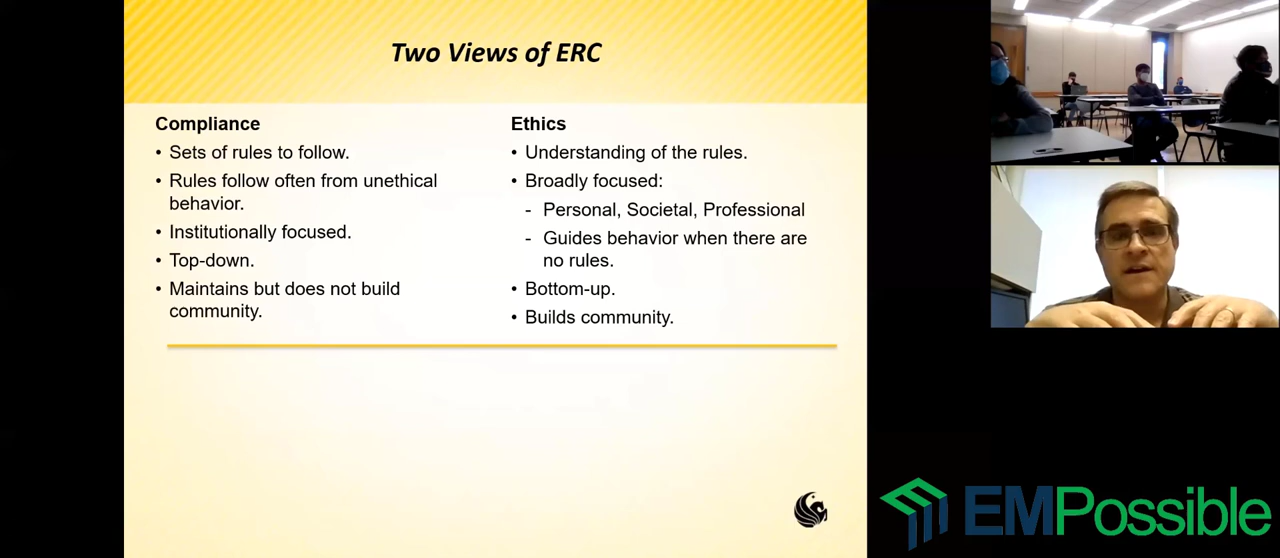 Two Views of ERC
Compliance
• Sets of rules to follow.
• Rules follow often from unethical
behavior.
• Institutionally focused.
• Top-down.
• Maintains but does not build
community.
Ethics
• Understanding of the rules.
• Broadly focused:
- Personal, Societal, Professional
- Guides behavior when there are
no rules.
• Bottom-up.
• Builds community.
EMPossible